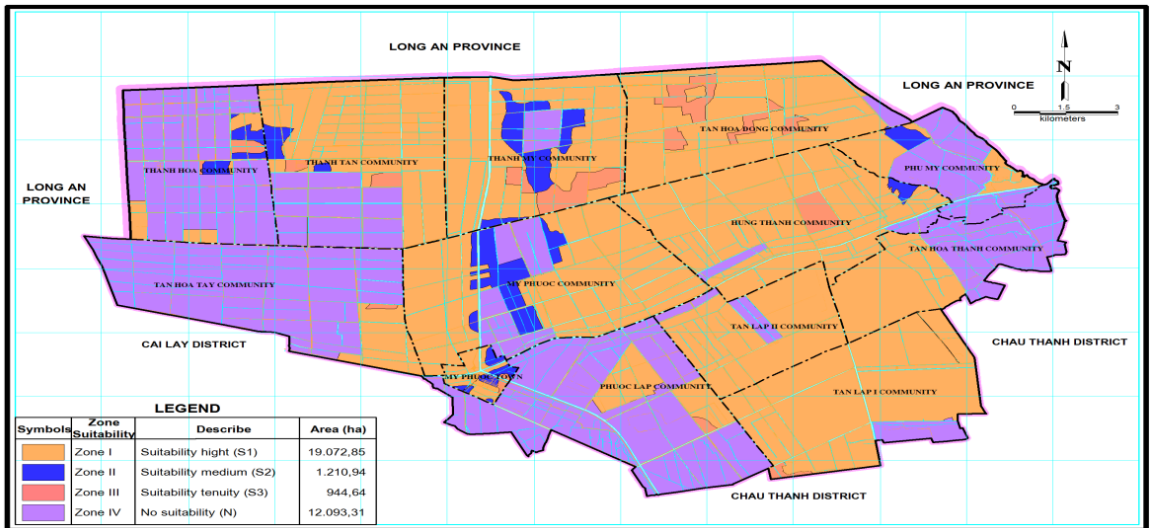 LONG AN PROVINCE
N
LONG AN PROVINCE
0 1.5 3
kilometers
TAN HOA DONG COMMUNITY
THANH MY COMMUNITY
THANH TAN COMMUNITY
THANH HOA COMMUNITY
PHU MY COMMUNITY
LONG AN
PROVINCE
HUNG THANH COMMUNITY
TAN HOA THANH COMMUNITY
TAN HOA TAY COMMUNITY
MY PHUOC COMMUNITY
TAN LAP II COMMUNITY
CAI LAY DISTRICT
CHAU THANH DISTRICT
MY PHUOC TOWN
PHUOC LAP COMMUNITY
TAN LAP I COMMUNITY
LEGEND
Symbols Zone Suitability Describe Area (ha)
Zone I Suitability hight (S1) 19.072,85
Zone II Suitability medium (S2) 1.210,94
Zone III Suitability tenuity (S3) 944,64
Zone IV No suitability (N) 12.093,31
CHAU THANH DISTRICT